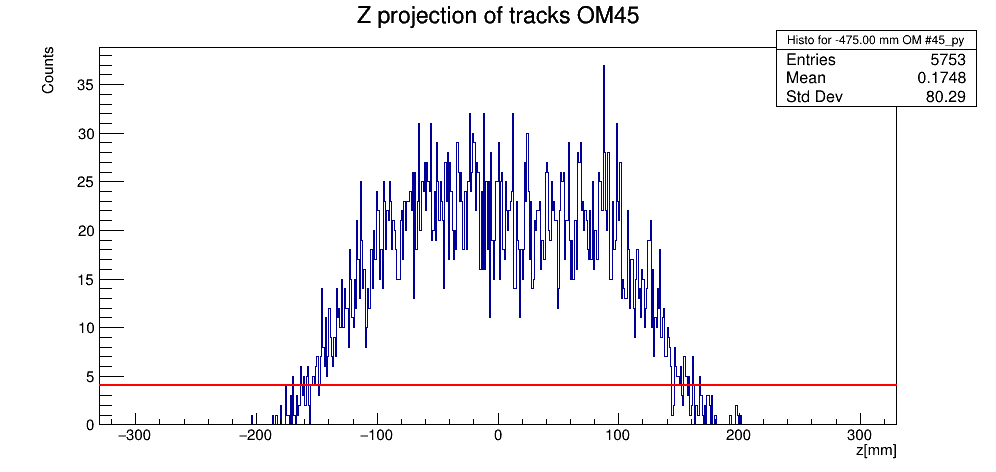 Z projection of tracks OM45
Histo for -475.00 mm OM #45_py
Entries 5753
Mean 0.1748
Std Dev 80.29
Counts
35
30
25
20
15
10
5
0
−300 −200 −100 0 100 200 300
z[mm]